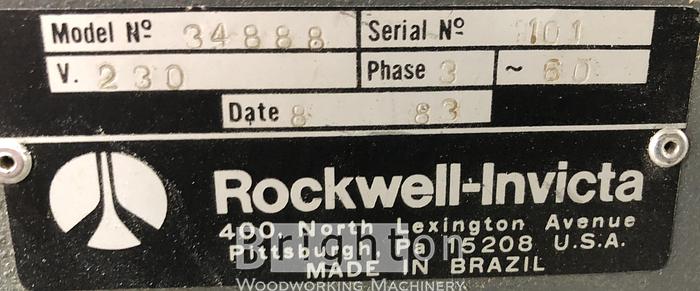 Model Nº 34888 Serial Nº 101
V. 230 Phase 3 ~ 60
Date 8 83
Rockwell-Invicta
400, North Lexington Avenue
Pittsburgh, Pa 15208 U.S.A.
MADE IN BRAZIL
Brighton
WOODWORKING MACHINERY